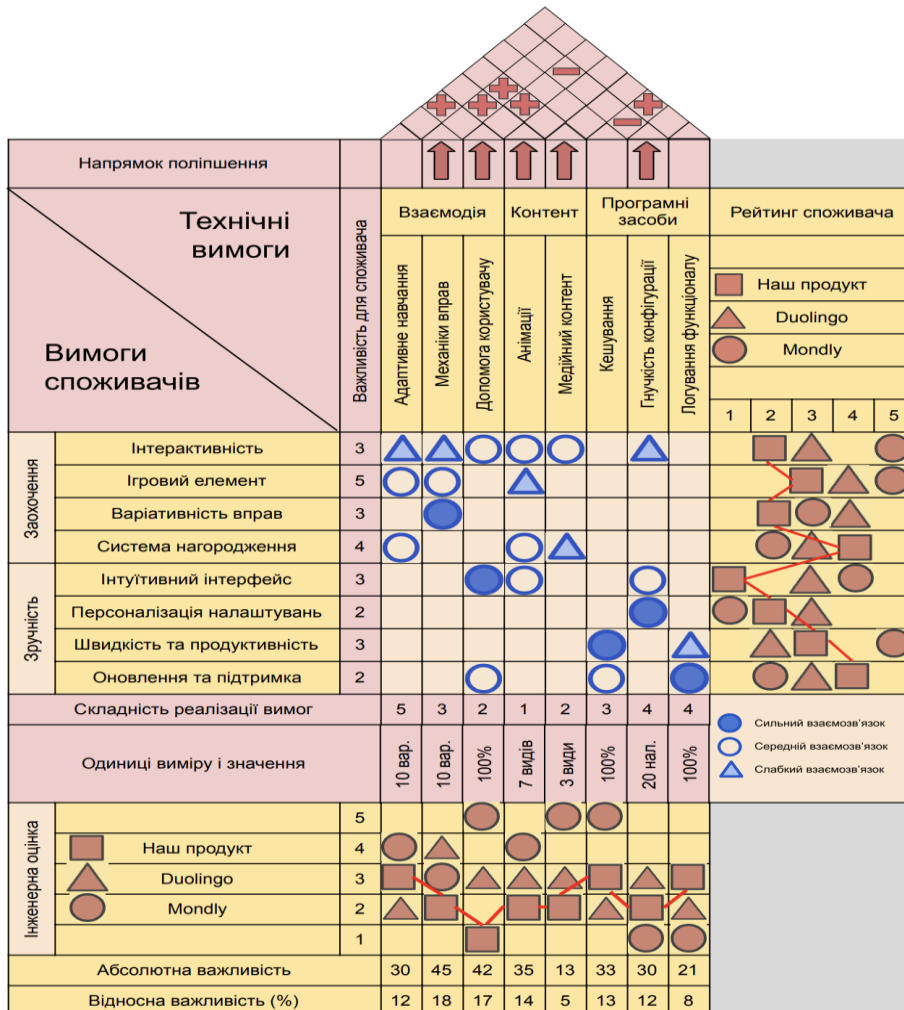 Напрямок поліпшення
Технічні
вимоги
Вимоги
споживачів
Важливість для споживача
Взаємодія
Контент
Програмні
засоби
Рейтинг споживача
Адаптивне навчання
Механіки вправ
Допомога користувачу
Анімації
Медійний контент
Кешування
Гнучкість конфігурації
Логування функціоналу
Наш продукт
Duolingo
Mondly
1 2 3 4 5
Заохочення
Інтерактивність 3
Ігровий елемент 5
Варіативність вправ 3
Система нагородження 4
Зручність
Інтуїтивний інтерфейс 3
Персоналізація налаштувань 2
Швидкість та продуктивність 3
Оновлення та підтримка 2
Складність реалізації вимог 5 3 2 1 2 3 4 4
Сильний взаємозв'язок
Середній взаємозв'язок
Слабкий взаємозв'язок
Одиниці виміру і значення
10 вар.
10 вар.
100%
7 видів
3 види
100%
20 нал.
100%
Інженерна оцінка
5
Наш продукт 4
Duolingo 3
Mondly 2
1
Абсолютна важливість 30 45 42 35 13 33 30 21
Відносна важливість (%) 12 18 17 14 5 13 12 8